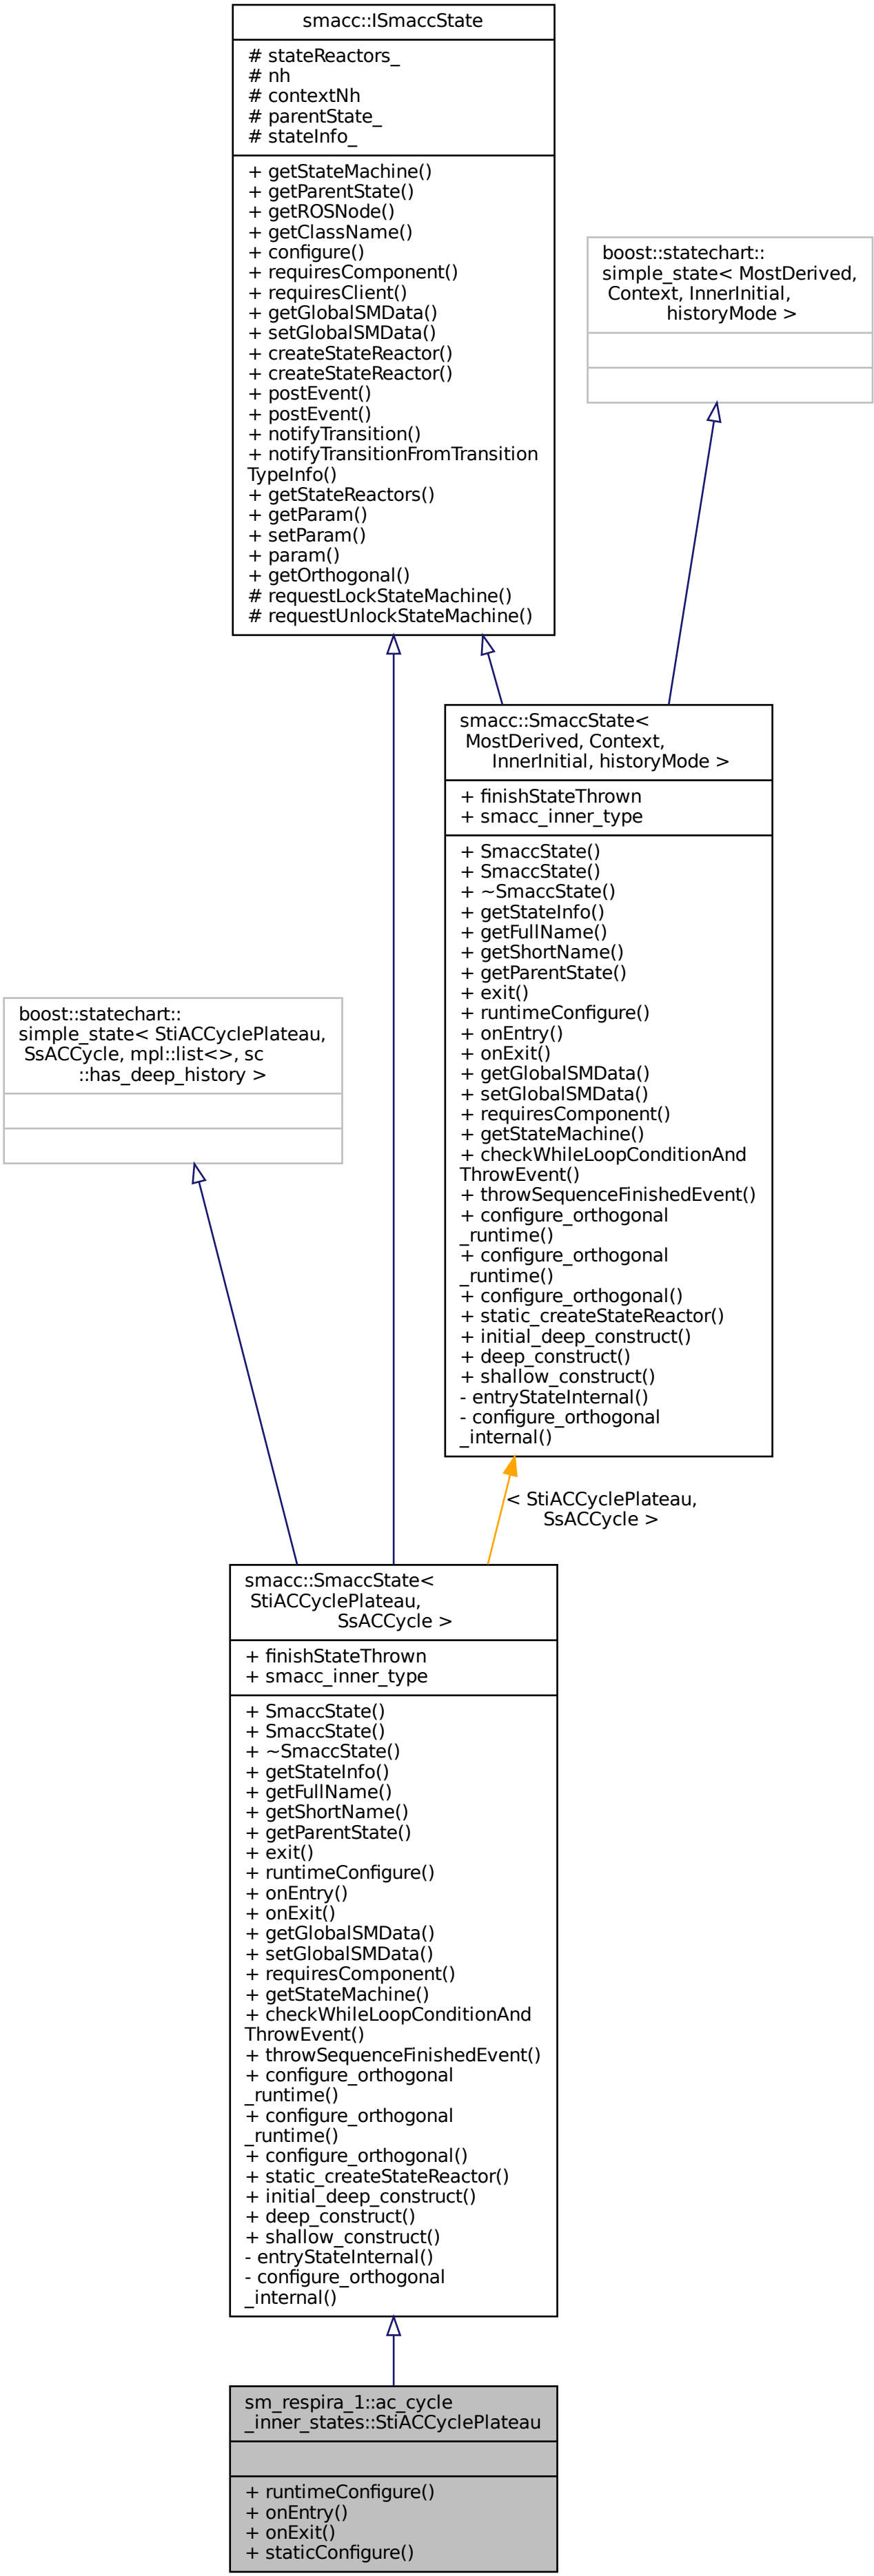 smacc::ISmaccState
# stateReactors_
# nh
# contextNh
# parentState_
# stateInfo_
+ getStateMachine()
+ getParentState()
+ getROSNode()
+ getClassName()
+ configure()
+ requiresComponent()
+ requiresClient()
+ getGlobalSMData()
+ setGlobalSMData()
+ createStateReactor()
+ createStateReactor()
+ postEvent()
+ postEvent()
+ notifyTransition()
+ notifyTransitionFromTransition
TypeInfo()
+ getStateReactors()
+ getParam()
+ setParam()
+ param()
+ getOrthogonal()
# requestLockStateMachine()
# requestUnlockStateMachine()
boost::statechart::
simple_state< MostDerived,
Context, InnerInitial,
historyMode >
smacc::SmaccState<
MostDerived, Context,
InnerInitial, historyMode >
+ finishStateThrown
+ smacc_inner_type
+ SmaccState()
+ SmaccState()
+ ~SmaccState()
+ getStateInfo()
+ getFullName()
+ getShortName()
+ getParentState()
+ exit()
+ runtimeConfigure()
+ onEntry()
+ onExit()
+ getGlobalSMData()
+ setGlobalSMData()
+ requiresComponent()
+ getStateMachine()
+ checkWhileLoopConditionAnd
ThrowEvent()
+ throwSequenceFinishedEvent()
+ configure_orthogonal
_runtime()
+ configure_orthogonal
_runtime()
+ configure_orthogonal()
+ static_createStateReactor()
+ initial_deep_construct()
+ deep_construct()
+ shallow_construct()
- entryStateInternal()
- configure_orthogonal
_internal()
boost::statechart::
simple_state< StiACCyclePlateau,
SsACCycle, mpl::list<>, sc
::has_deep_history >
< StiACCyclePlateau,
SsACCycle >
smacc::SmaccState<
StiACCyclePlateau,
SsACCycle >
+ finishStateThrown
+ smacc_inner_type
+ SmaccState()
+ SmaccState()
+ ~SmaccState()
+ getStateInfo()
+ getFullName()
+ getShortName()
+ getParentState()
+ exit()
+ runtimeConfigure()
+ onEntry()
+ onExit()
+ getGlobalSMData()
+ setGlobalSMData()
+ requiresComponent()
+ getStateMachine()
+ checkWhileLoopConditionAnd
ThrowEvent()
+ throwSequenceFinishedEvent()
+ configure_orthogonal
_runtime()
+ configure_orthogonal
_runtime()
+ configure_orthogonal()
+ static_createStateReactor()
+ initial_deep_construct()
+ deep_construct()
+ shallow_construct()
- entryStateInternal()
- configure_orthogonal
_internal()
sm_respira_1::ac_cycle
_inner_states::StiACCyclePlateau
+ runtimeConfigure()
+ onEntry()
+ onExit()
+ staticConfigure()